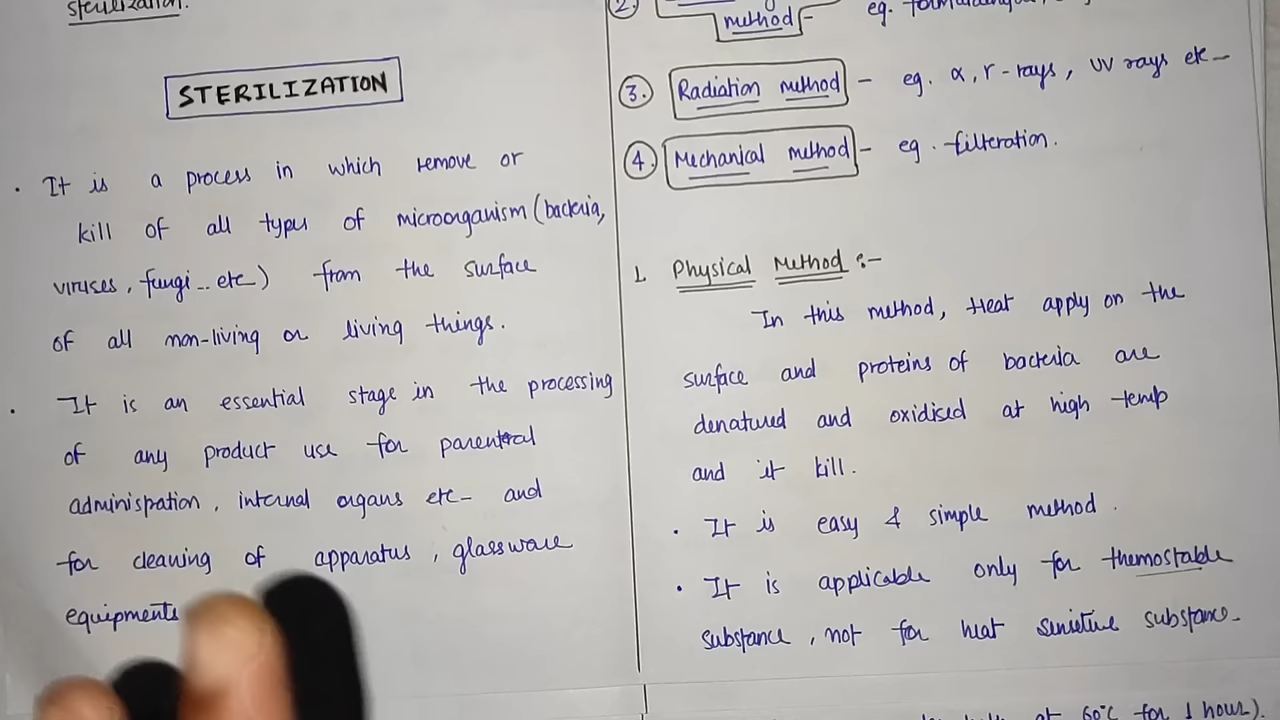 sterilization.
STERILIZATION
• It is a process in which remove or
kill of all types of microorganism (bacteria,
viruses, fungi .. etc) from the surface
of all non-living or living things.
• It is an essential stage in the processing
of any product use for parentral
administration, internal organs etc- and
for cleaning of apparatus, glassware
equipments
2.
method - eg.
3. Radiation method - eg. α, r-rays, UV rays etc-
4. Mechanical method - eg. filteration.
1. Physical Method :-
In this method, Heat apply on the
surface and proteins of bacteria are
denatured and oxidised at high temp
and it kill.
• It is easy & simple method.
• It is applicable only for themostable
substance, not for heat senistive substance-
at 60°C for 1 hour).